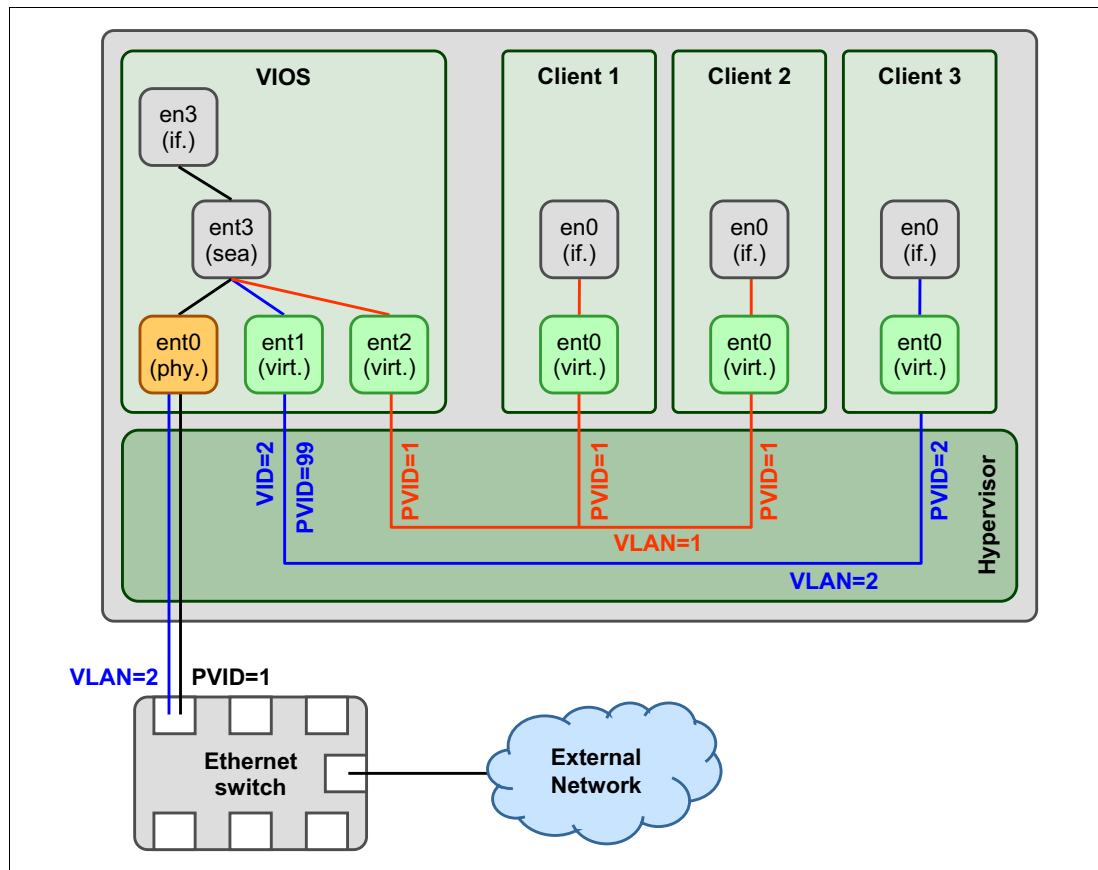 VIOS
Client 1
Client 2
Client 3
en3
(if.)
ent3
(sea)
en0
(if.)
en0
(if.)
en0
(if.)
ent0
(phy.)
ent1
(virt.)
ent2
(virt.)
ent0
(virt.)
ent0
(virt.)
ent0
(virt.)
VID=2
PVID=99
PVID=1
PVID=1
PVID=1
PVID=2
Hypervisor
VLAN=1
VLAN=2
VLAN=2
PVID=1
Ethernet
switch
External
Network